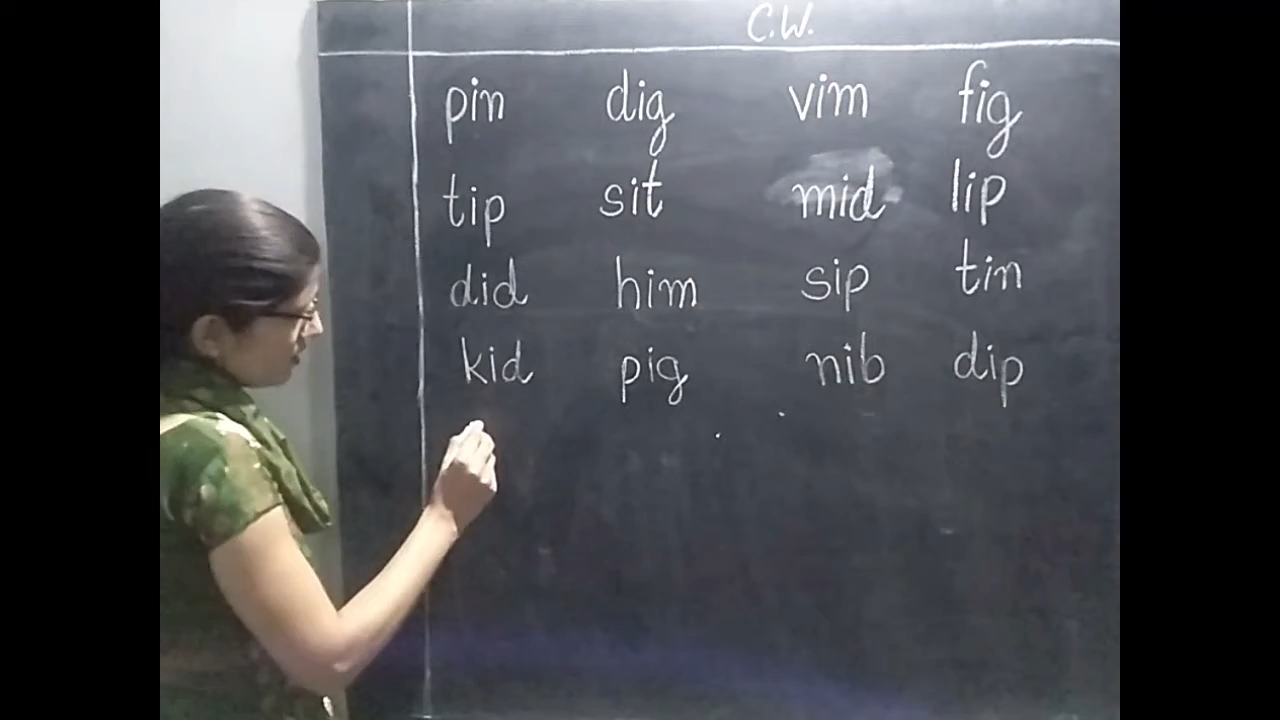 C.W.
pin dig vim fig
tip sit mid lip
did him sip tin
kid pig nib dip